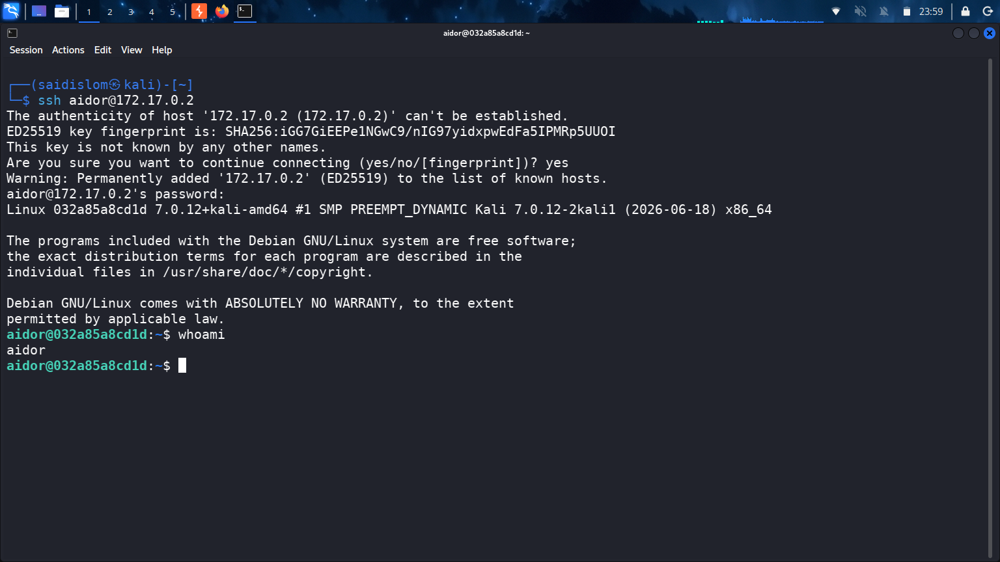 1 2 3 4 5 23:59
aidor@032a85a8cd1d: ~
Session Actions Edit View Help
┌──(saidislom㉿kali)-[~]
└─$ ssh aidor@172.17.0.2
The authenticity of host '172.17.0.2 (172.17.0.2)' can't be established.
ED25519 key fingerprint is: SHA256:iGG7GiEEPe1NGwC9/nIG97yidxpwEdFa5IPMRp5UUOI
This key is not known by any other names.
Are you sure you want to continue connecting (yes/no/[fingerprint])? yes
Warning: Permanently added '172.17.0.2' (ED25519) to the list of known hosts.
aidor@172.17.0.2's password:
Linux 032a85a8cd1d 7.0.12+kali-amd64 #1 SMP PREEMPT_DYNAMIC Kali 7.0.12-2kali1 (2026-06-18) x86_64
The programs included with the Debian GNU/Linux system are free software;
the exact distribution terms for each program are described in the
individual files in /usr/share/doc/*/copyright.
Debian GNU/Linux comes with ABSOLUTELY NO WARRANTY, to the extent
permitted by applicable law.
aidor@032a85a8cd1d:~$ whoami
aidor
aidor@032a85a8cd1d:~$